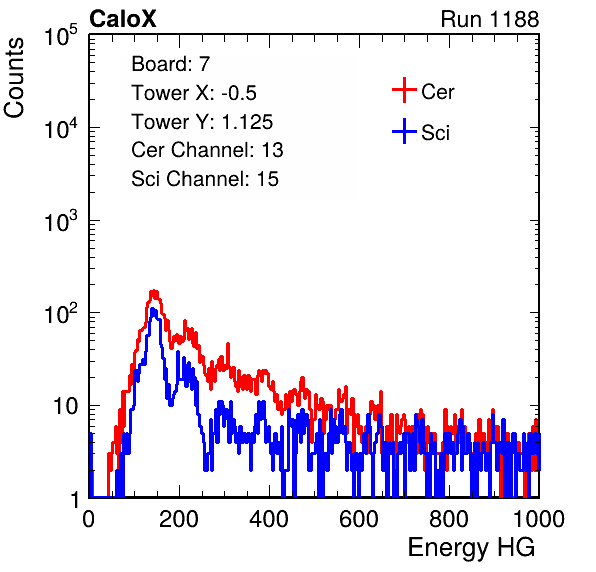 CaloX Run 1188
Counts
Board: 7
Tower X: -0.5
Tower Y: 1.125
Cer Channel: 13
Sci Channel: 15
Cer
Sci
10^5
10^4
10^3
10^2
10
1
0 200 400 600 800 1000
Energy HG